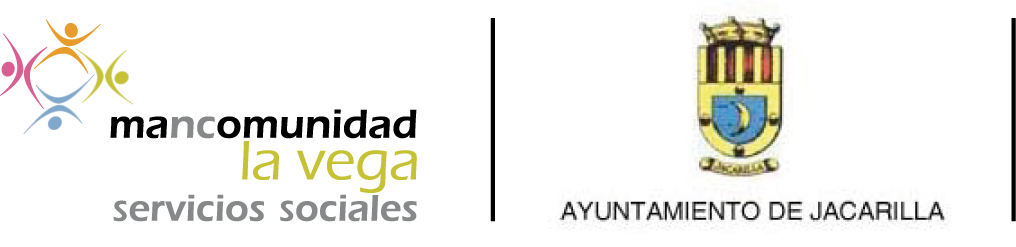 mancomunidad
la vega
servicios sociales
JACARILLA
AYUNTAMIENTO DE JACARILLA